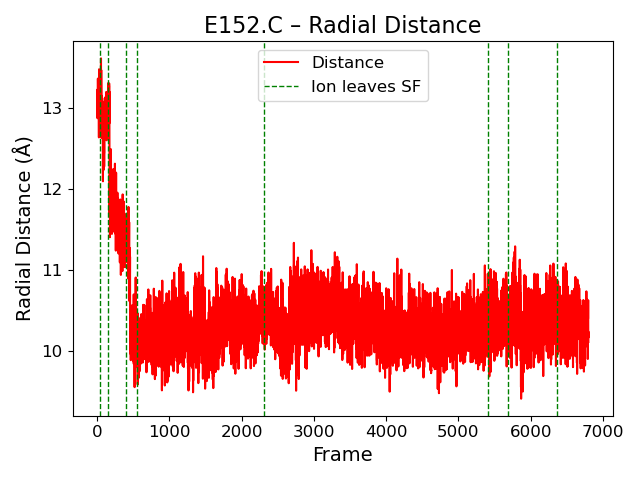 E152.C – Radial Distance
Distance
Ion leaves SF
Radial Distance (Å)
13
12
11
10
0 1000 2000 3000 4000 5000 6000 7000
Frame